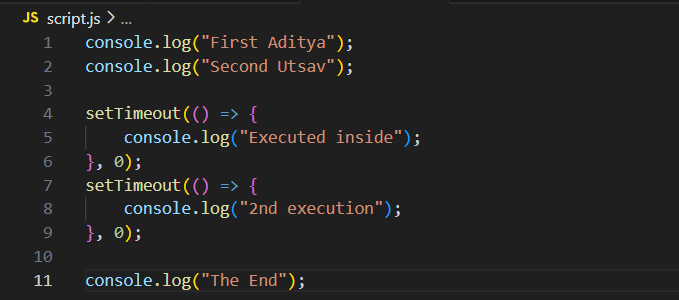 JS script.js > ...
1 console.log("First Aditya");
2 console.log("Second Utsav");
3
4 setTimeout(() => {
5     console.log("Executed inside");
6 }, 0);
7 setTimeout(() => {
8     console.log("2nd execution");
9 }, 0);
10
11 console.log("The End");